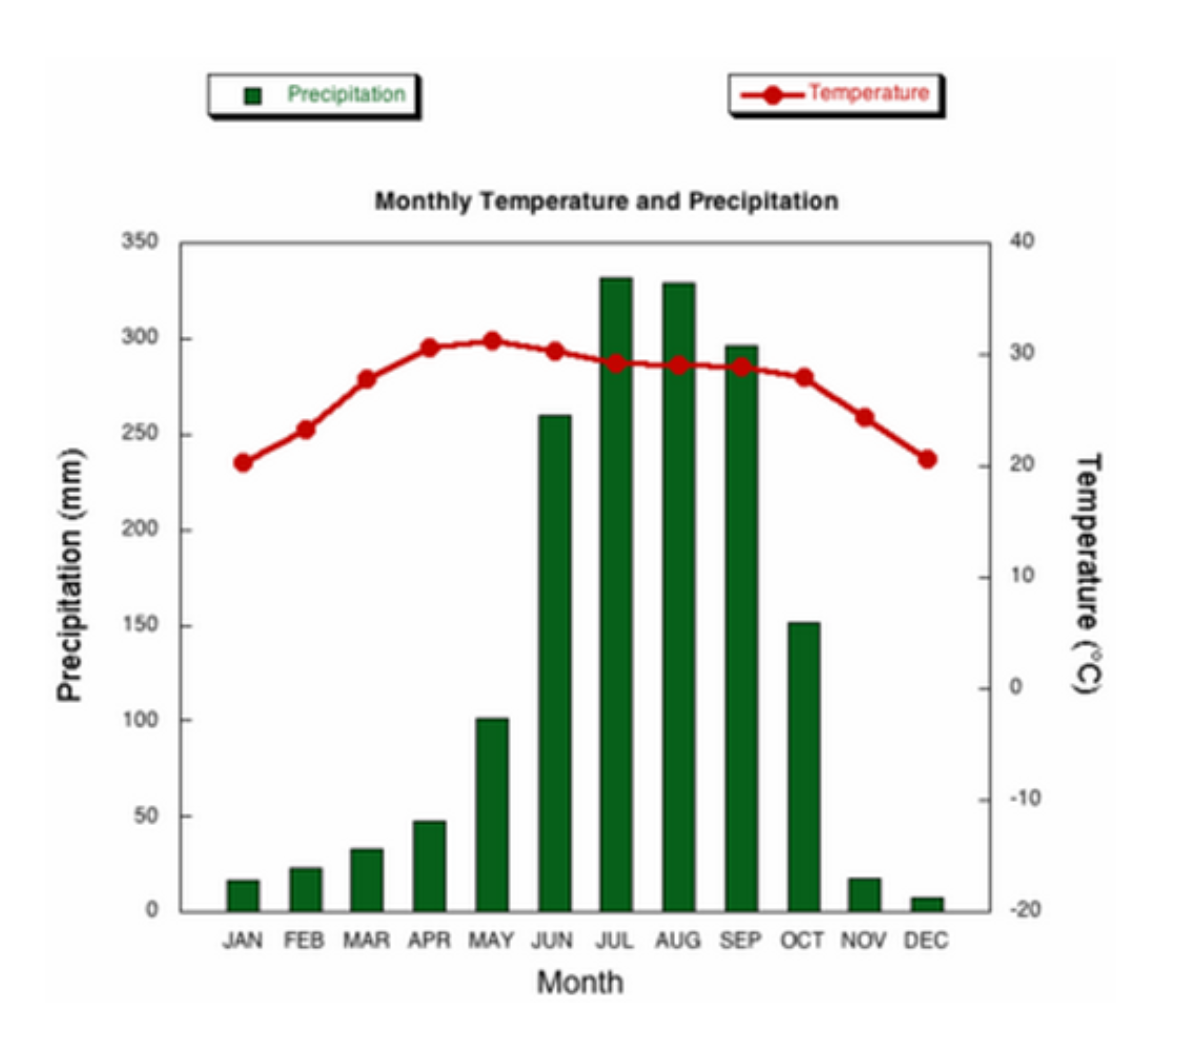 Precipitation
Temperature
Monthly Temperature and Precipitation
350
300
250
200
150
100
50
0
40
30
20
10
0
-10
-20
Precipitation (mm)
Temperature (°C)
JAN FEB MAR APR MAY JUN JUL AUG SEP OCT NOV DEC
Month